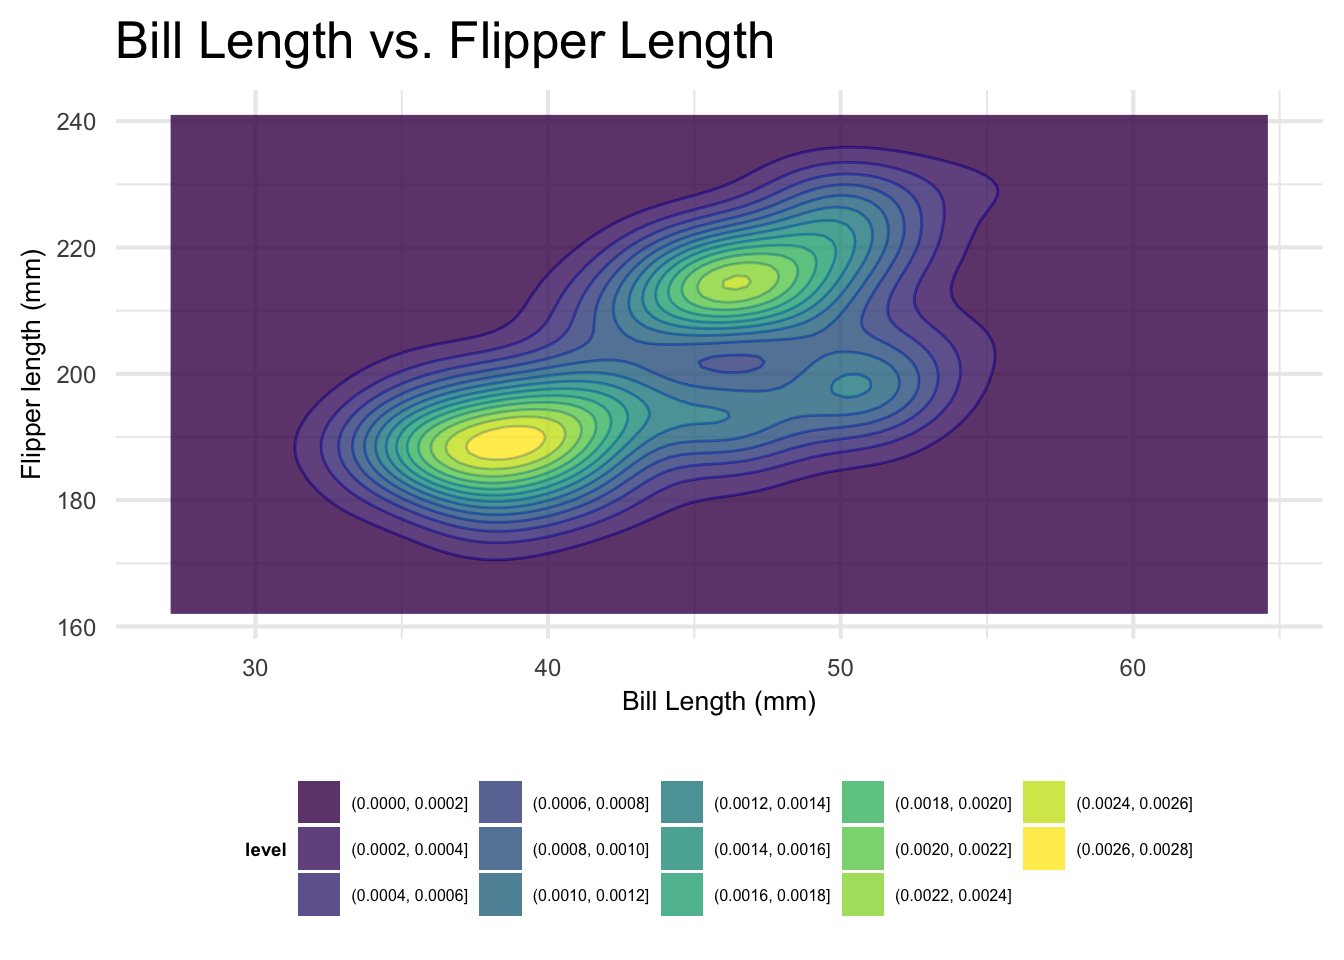 Bill Length vs. Flipper Length
Flipper length (mm)
240
220
200
180
160
30 40 50 60
Bill Length (mm)
level
(0.0000, 0.0002] (0.0006, 0.0008] (0.0012, 0.0014] (0.0018, 0.0020] (0.0024, 0.0026]
(0.0002, 0.0004] (0.0008, 0.0010] (0.0014, 0.0016] (0.0020, 0.0022] (0.0026, 0.0028]
(0.0004, 0.0006] (0.0010, 0.0012] (0.0016, 0.0018] (0.0022, 0.0024]